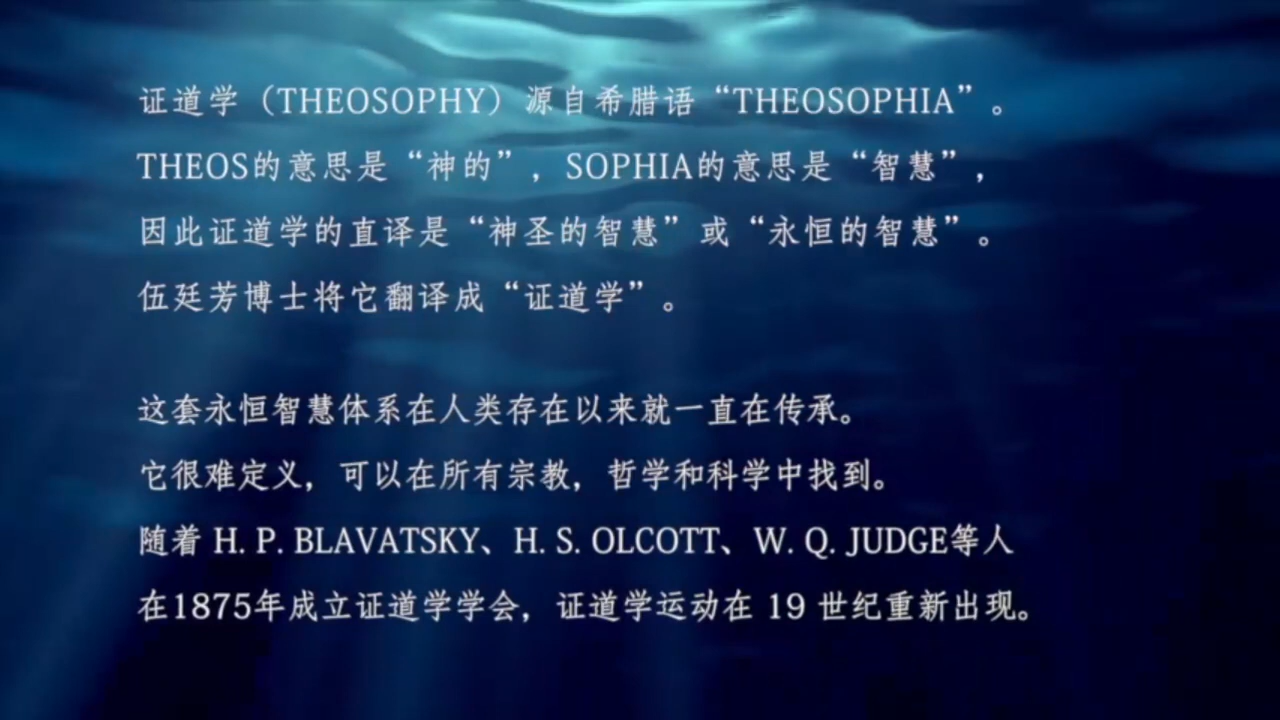 证道学（THEOSOPHY）源自希腊语“THEOSOPHIA”。
THEOS的意思是“神的”，SOPHIA的意思是“智慧”，
因此证道学的直译是“神圣的智慧”或“永恒的智慧”。
伍廷芳博士将它翻译成“证道学”。
这套永恒智慧体系在人类存在以来就一直在传承。
它很难定义，可以在所有宗教，哲学和科学中找到。
随着 H. P. BLAVATSKY、H. S. OLCOTT、W. Q. JUDGE等人
在1875年成立证道学学会，证道学运动在 19 世纪重新出现。